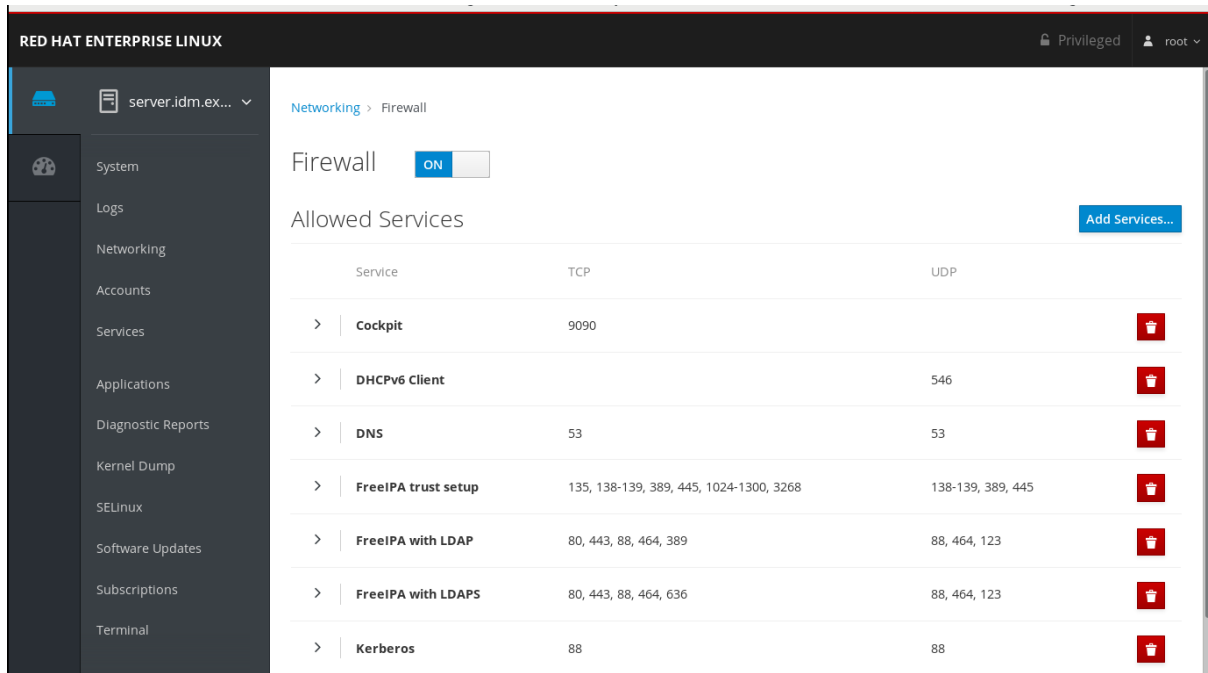 RED HAT ENTERPRISE LINUX
Privileged
root
server.idm.ex...
System
Logs
Networking
Accounts
Services
Applications
Diagnostic Reports
Kernel Dump
SELinux
Software Updates
Subscriptions
Terminal
Networking > Firewall
Firewall ON
Allowed Services Add Services...
Service TCP UDP
Cockpit 9090
DHCPv6 Client 546
DNS 53 53
FreeIPA trust setup 135, 138-139, 389, 445, 1024-1300, 3268 138-139, 389, 445
FreeIPA with LDAP 80, 443, 88, 464, 389 88, 464, 123
FreeIPA with LDAPS 80, 443, 88, 464, 636 88, 464, 123
Kerberos 88 88